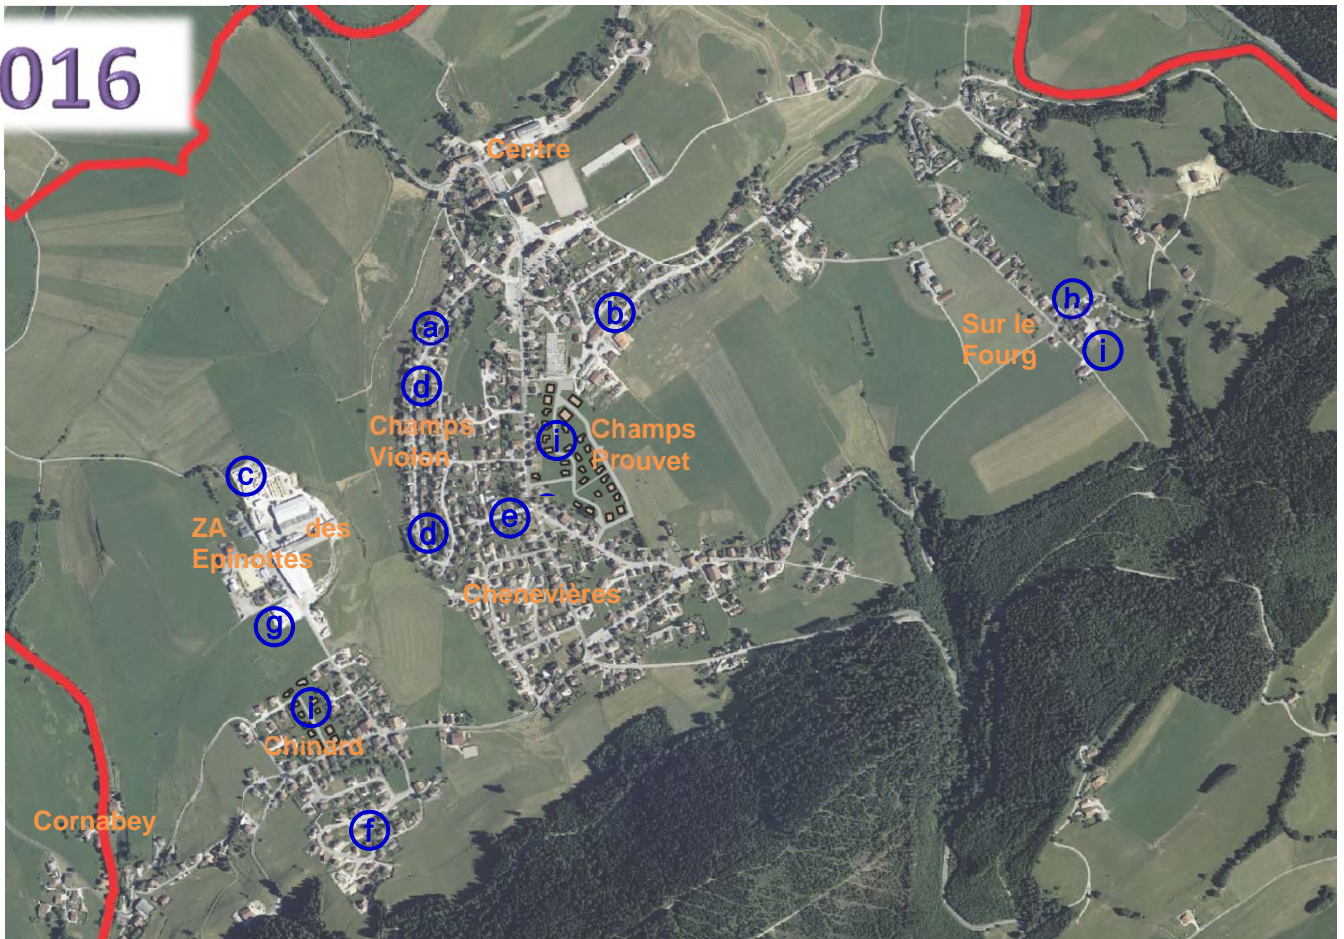 016
Centre
h
a
b
Sur le
Fourg
i
d
Champs
Violon
Champs
Prouvet
i
c
e
ZA des
Epinottes
d
Chenevières
g
i
Chinard
Cornabey
f